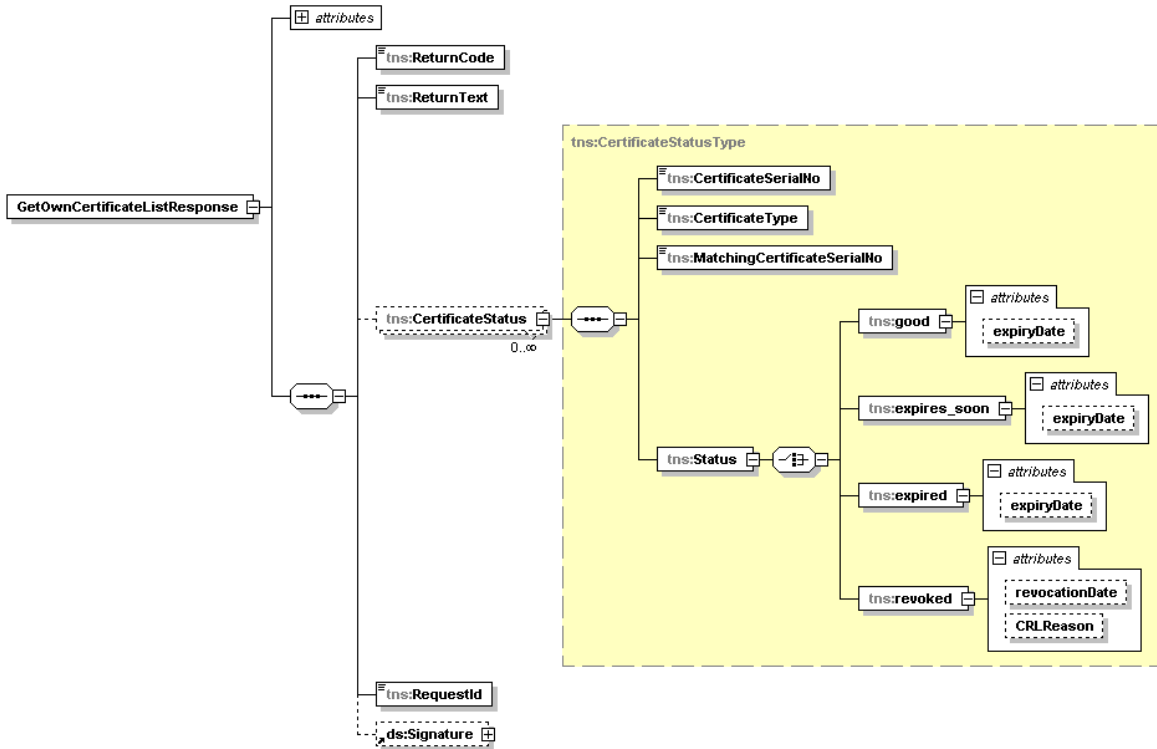 attributes
tns:ReturnCode
tns:ReturnText
tns:CertificateStatusType
tns:CertificateSerialNo
GetOwnCertificateListResponse
tns:CertificateType
tns:MatchingCertificateSerialNo
tns:CertificateStatus
0..∞
tns:good
attributes
expiryDate
tns:expires_soon
attributes
expiryDate
tns:Status
tns:expired
attributes
expiryDate
tns:revoked
attributes
revocationDate
CRLReason
tns:RequestId
ds:Signature